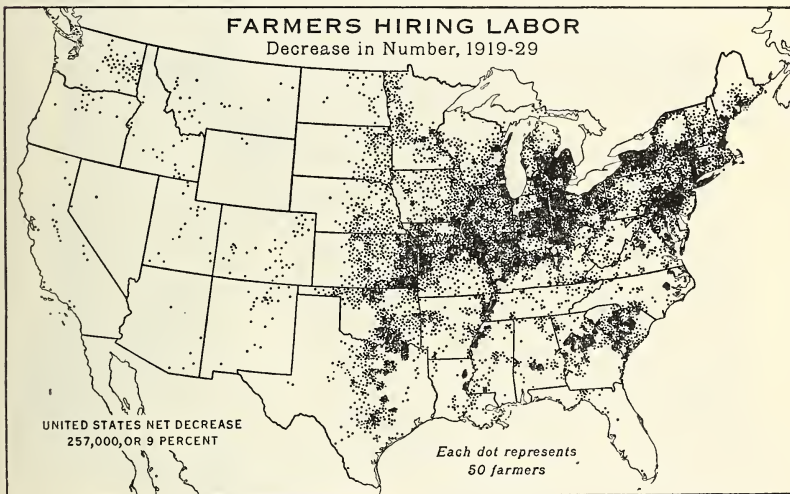 FARMERS HIRING LABOR
Decrease in Number, 1919-29
UNITED STATES NET DECREASE
257,000, OR 9 PERCENT
Each dot represents
50 farmers